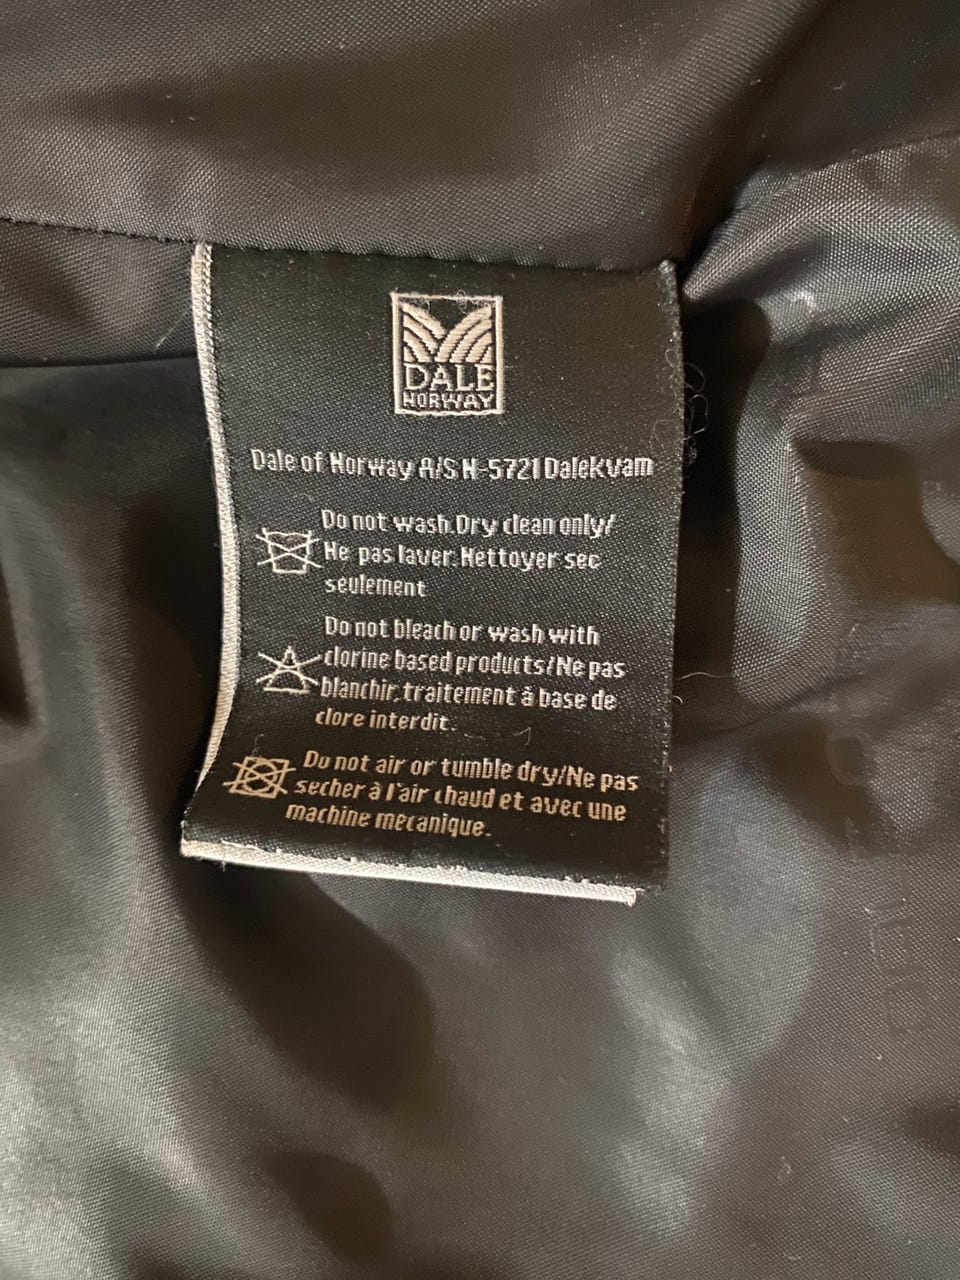 DALE
NORWAY
Dale of Norway A/S N-5721 Dalekvam
Do not wash.Dry clean only/
Ne pas laver.Nettoyer sec
seulement
Do not bleach or wash with
clorine based products/Ne pas
blanchir,traitement à base de
clore interdit.
Do not air or tumble dry/Ne pas
secher à l'air chaud et avec une
machine mecanique.